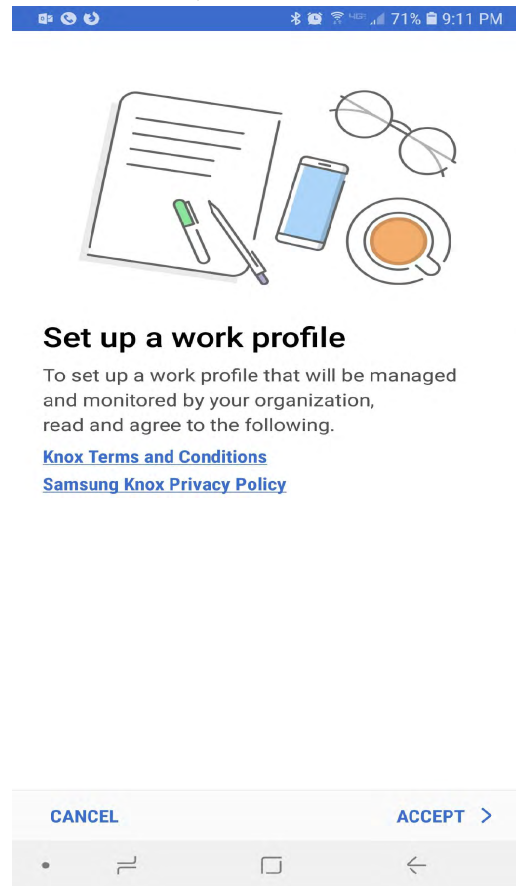 71% 9:11 PM
Set up a work profile
To set up a work profile that will be managed
and monitored by your organization,
read and agree to the following.
Knox Terms and Conditions
Samsung Knox Privacy Policy
CANCEL
ACCEPT